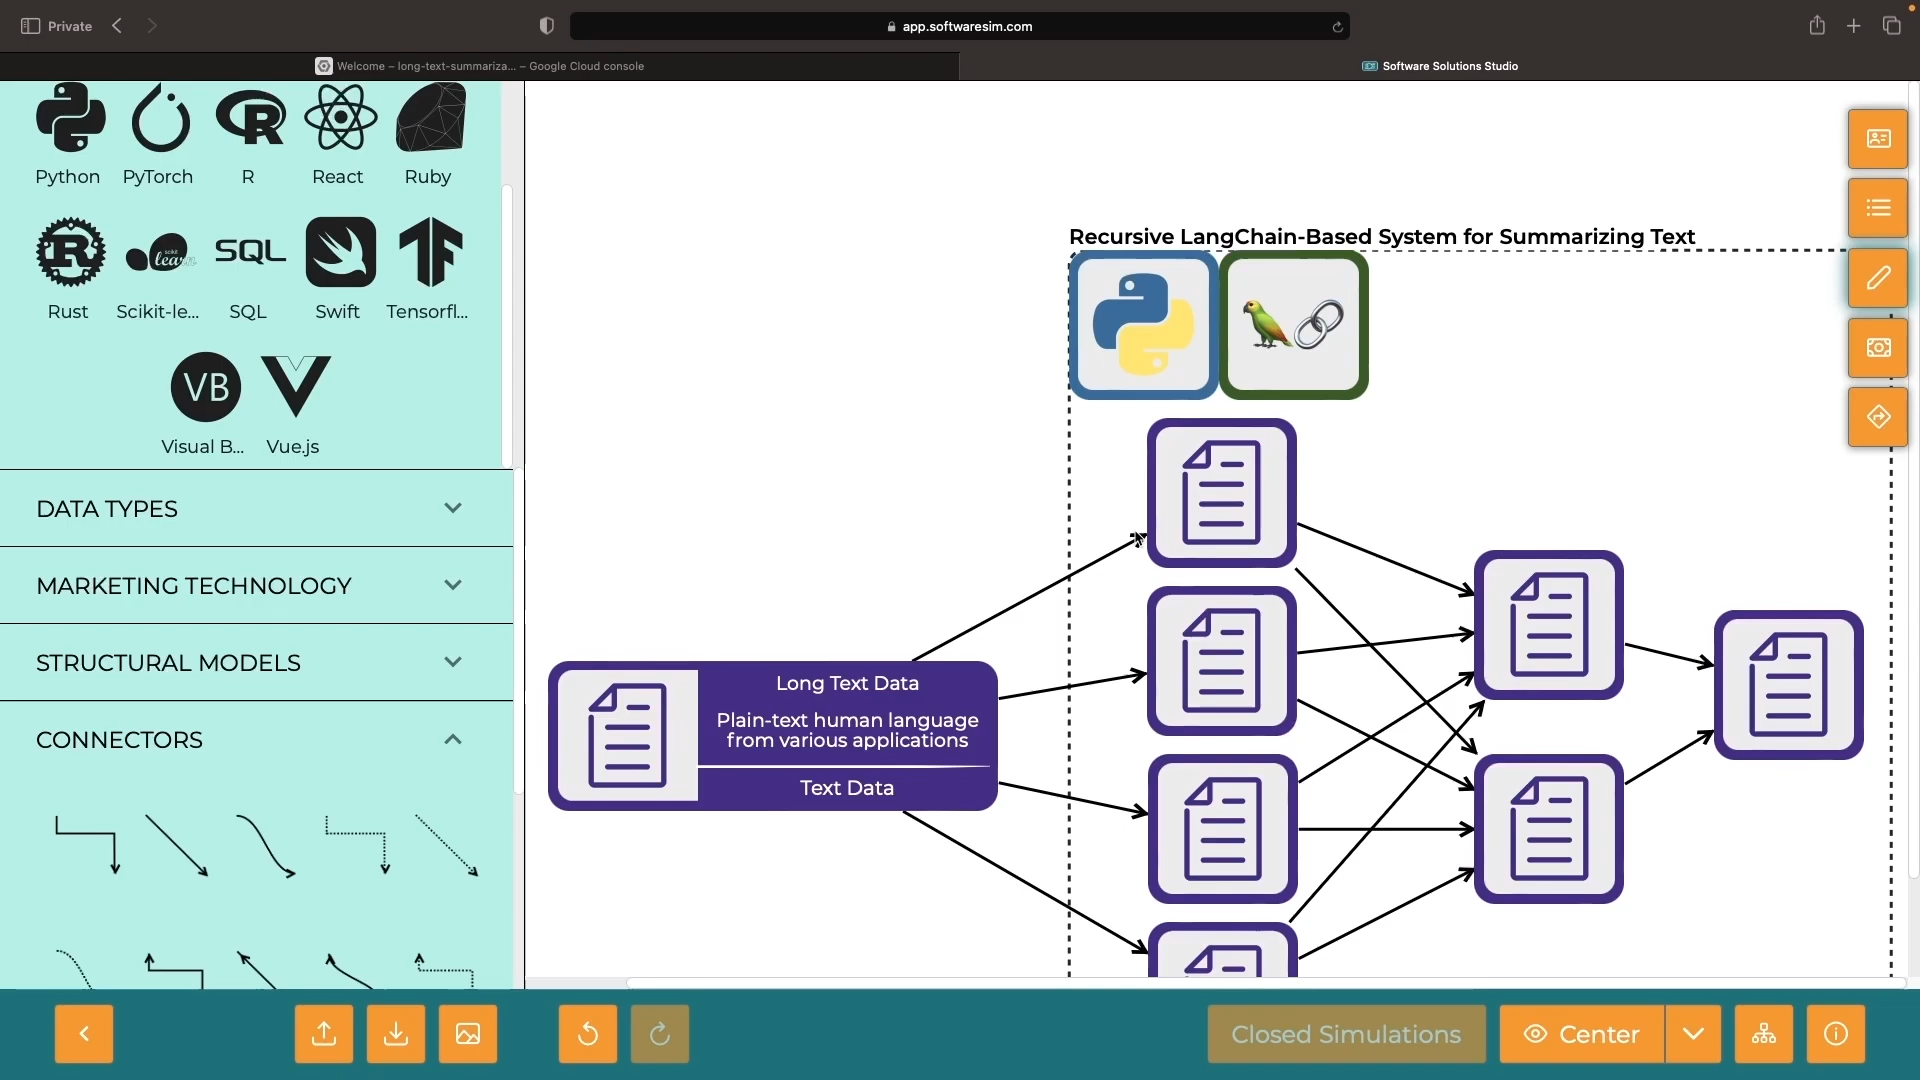 Private
app.softwaresim.com
Welcome – long-text-summariza... – Google Cloud console
Software Solutions Studio
Python
PyTorch
R
React
Ruby
Rust
Scikit-le...
SQL
Swift
Tensorfl...
Visual B...
Vue.js
R
R
scikit
learn
SQL
VB
DATA TYPES
MARKETING TECHNOLOGY
STRUCTURAL MODELS
CONNECTORS
Recursive LangChain-Based System for Summarizing Text
Long Text Data
Plain-text human language
from various applications
Text Data
Closed Simulations
Center